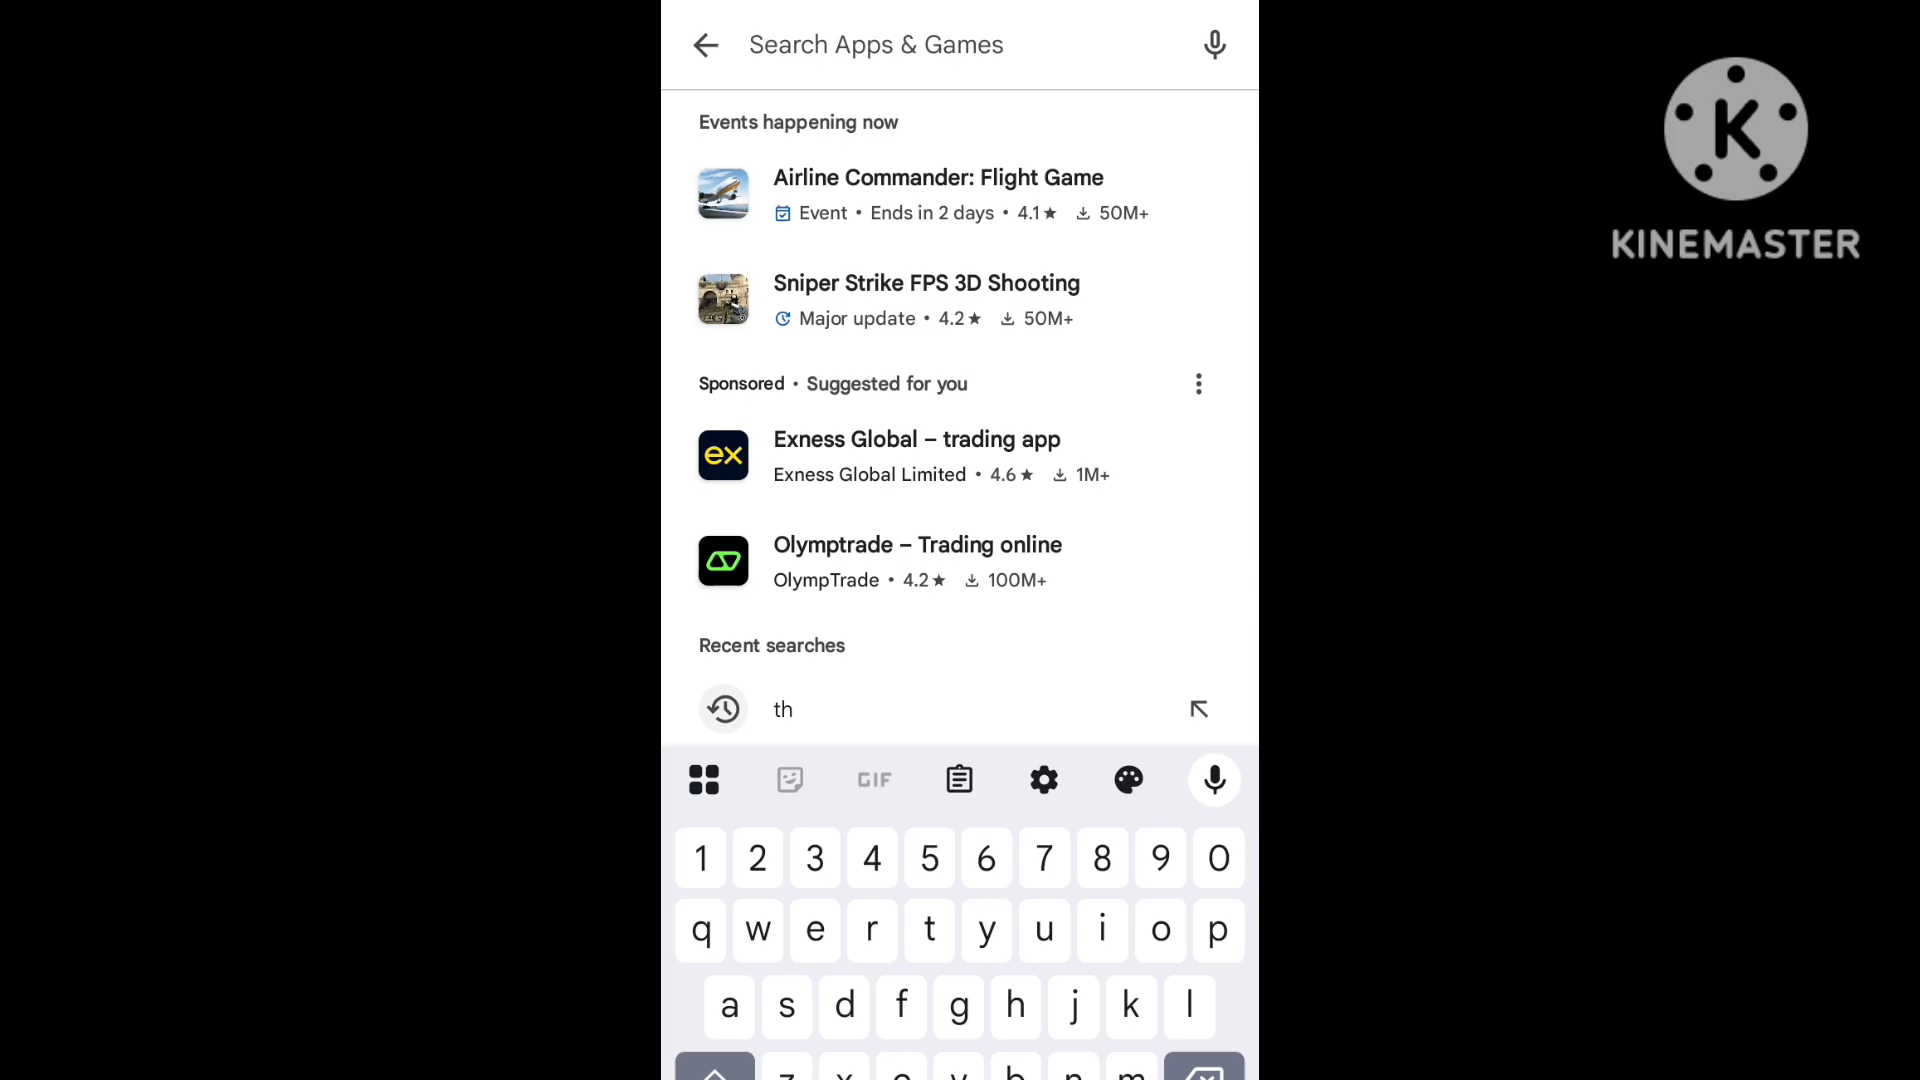 Search Apps & Games
Events happening now
Airline Commander: Flight Game
Event • Ends in 2 days • 4.1★ 50M+
Sniper Strike FPS 3D Shooting
Major update • 4.2★ 50M+
Sponsored • Suggested for you
ex
Exness Global – trading app
Exness Global Limited • 4.6★ 1M+
Olymptrade – Trading online
OlympTrade • 4.2★ 100M+
Recent searches
th
GIF
1 2 3 4 5 6 7 8 9 0
q w e r t y u i o p
a s d f g h j k l
z x c v b n m
K
KINEMASTER